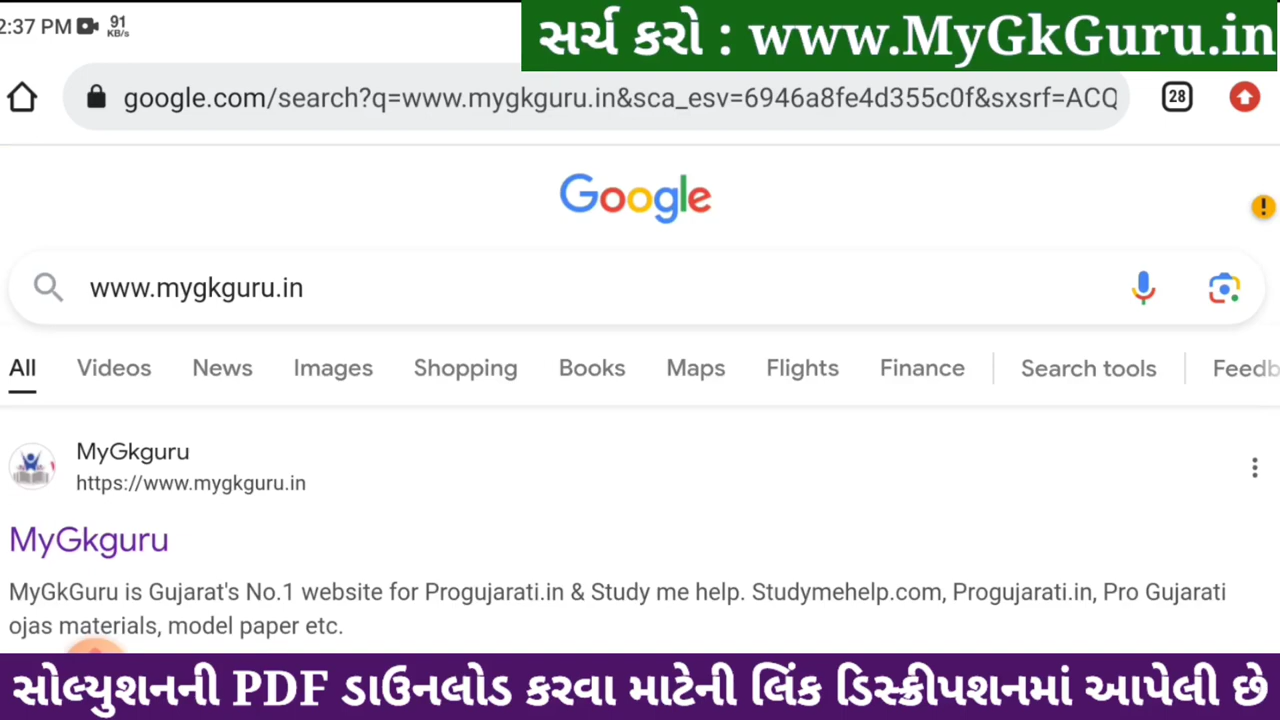 2:37 PM 91 KB/s
સર્ચ કરો : www.MyGkGuru.in
google.com/search?q=www.mygkguru.in&sca_esv=6946a8fe4d355c0f&sxsrf=ACQ
28
Google
www.mygkguru.in
All Videos News Images Shopping Books Maps Flights Finance Search tools Feedb
MyGkguru
https://www.mygkguru.in
MyGkguru
MyGkGuru is Gujarat's No.1 website for Progujarati.in & Study me help. Studymehelp.com, Progujarati.in, Pro Gujarati
ojas materials, model paper etc.
સોલ્યુશનની PDF ડાઉનલોડ કરવા માટેની લિંક ડિસ્ક્રીપશનમાં આપેલી છે